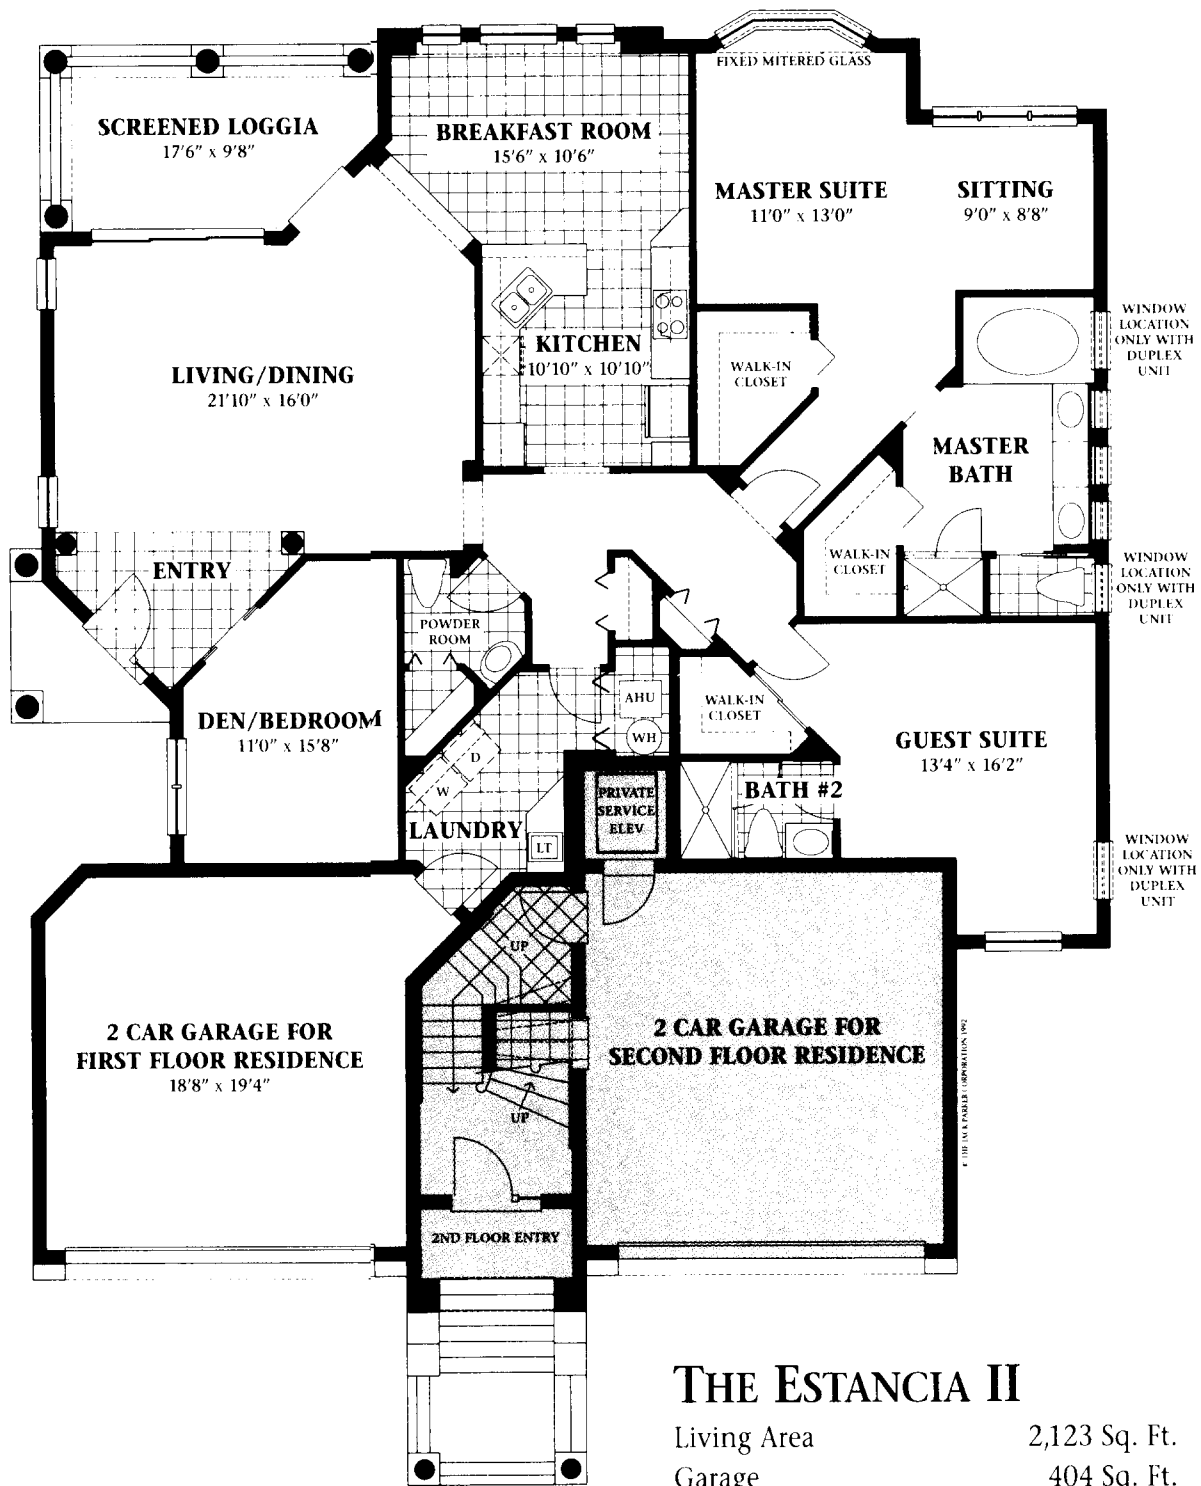 FIXED MITERED GLASS
SCREENED LOGGIA
17'6" x 9'8"
BREAKFAST ROOM
15'6" x 10'6"
MASTER SUITE
11'0" x 13'0"
SITTING
9'0" x 8'8"
WINDOW
LOCATION
ONLY WITH
DUPLEX
UNIT
KITCHEN
10'10" x 10'10"
WALK-IN
CLOSET
LIVING/DINING
21'10" x 16'0"
MASTER
BATH
WALK-IN
CLOSET
WINDOW
LOCATION
ONLY WITH
DUPLEX
UNIT
ENTRY
POWDER
ROOM
DEN/BEDROOM
11'0" x 15'8"
AHU
WH
WALK-IN
CLOSET
GUEST SUITE
13'4" x 16'2"
D
W
LAUNDRY
LT
PRIVATE
SERVICE
ELEV
BATH #2
WINDOW
LOCATION
ONLY WITH
DUPLEX
UNIT
UP
2 CAR GARAGE FOR
FIRST FLOOR RESIDENCE
18'8" x 19'4"
2 CAR GARAGE FOR
SECOND FLOOR RESIDENCE
UP
© THE JACK PARKER CORPORATION 1992
2ND FLOOR ENTRY
THE ESTANCIA II
Living Area 2,123 Sq. Ft.
Garage 404 Sq. Ft.